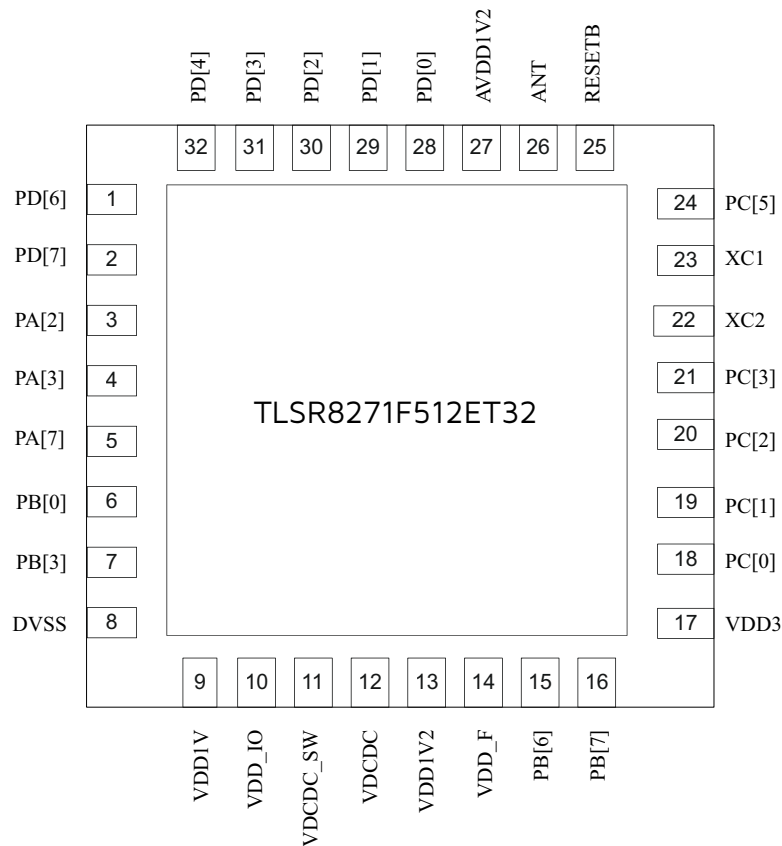 PD[4] PD[3] PD[2] PD[1] PD[0] AVDD1V2 ANT RESETB
32 31 30 29 28 27 26 25
PD[6] 1 24 PC[5]
PD[7] 2 23 XC1
PA[2] 3 22 XC2
PA[3] 4 21 PC[3]
TLSR8271F512ET32
PA[7] 5 20 PC[2]
PB[0] 6 19 PC[1]
PB[3] 7 18 PC[0]
DVSS 8 17 VDD3
9 10 11 12 13 14 15 16
VDD1V VDD_IO VDCDC_SW VDCDC VDD1V2 VDD_F PB[6] PB[7]